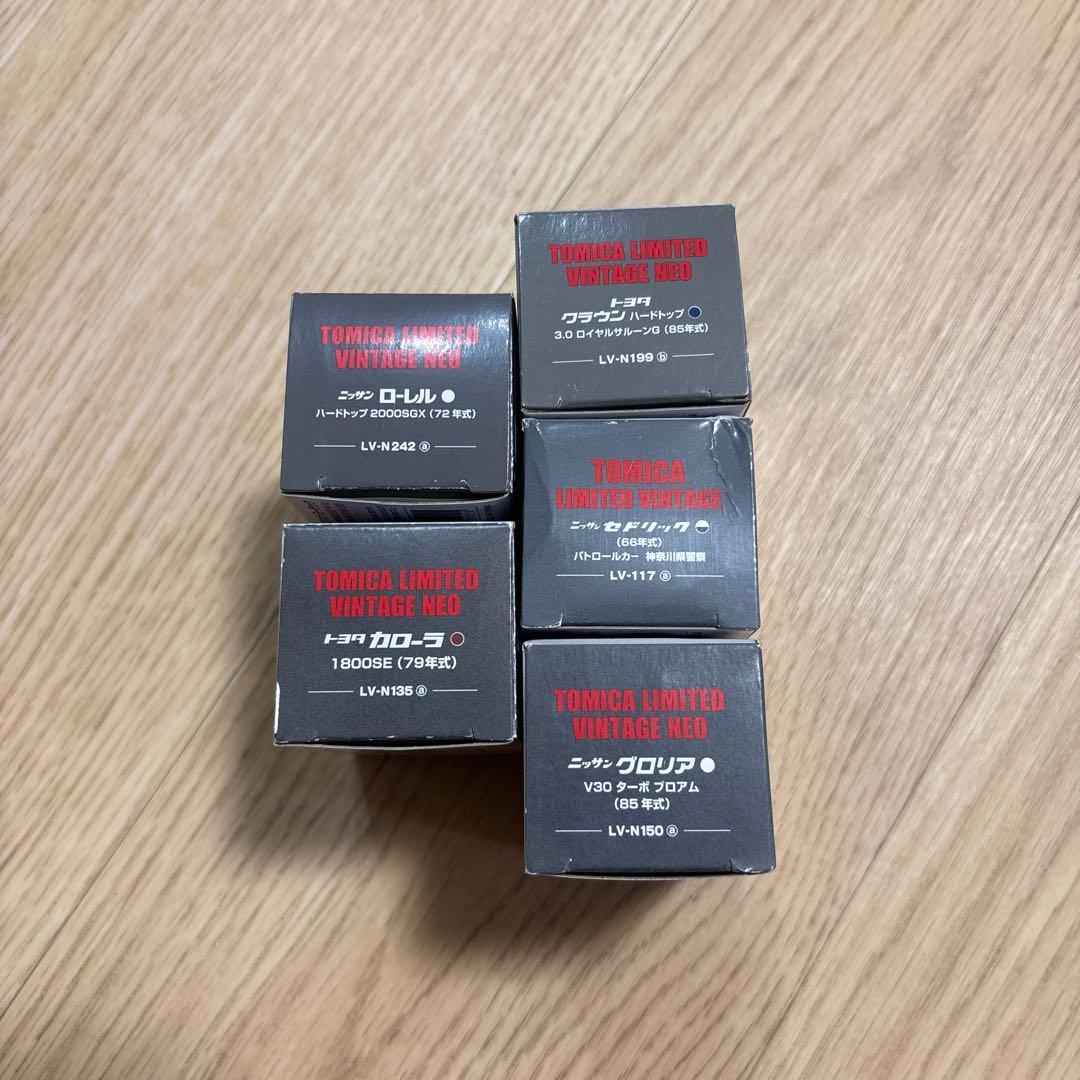 TOMICA LIMITED
VINTAGE NEO
ニッサン ローレル
ハードトップ 2000SGX（72年式）
LV-N242 ⓐ
TOMICA LIMITED
VINTAGE NEO
トヨタ カローラ
1800SE（79年式）
LV-N135 ⓐ
TOMICA LIMITED
VINTAGE NEO
トヨタ
クラウン ハードトップ
3.0 ロイヤルサルーンG（85年式）
LV-N199 ⓑ
TOMICA
LIMITED VINTAGE
ニッサン セドリック
（66年式）
パトロールカー 神奈川県警察
LV-117 ⓐ
TOMICA LIMITED
VINTAGE NEO
ニッサン グロリア
V30 ターボ ブロアム
（85年式）
LV-N150 ⓐ